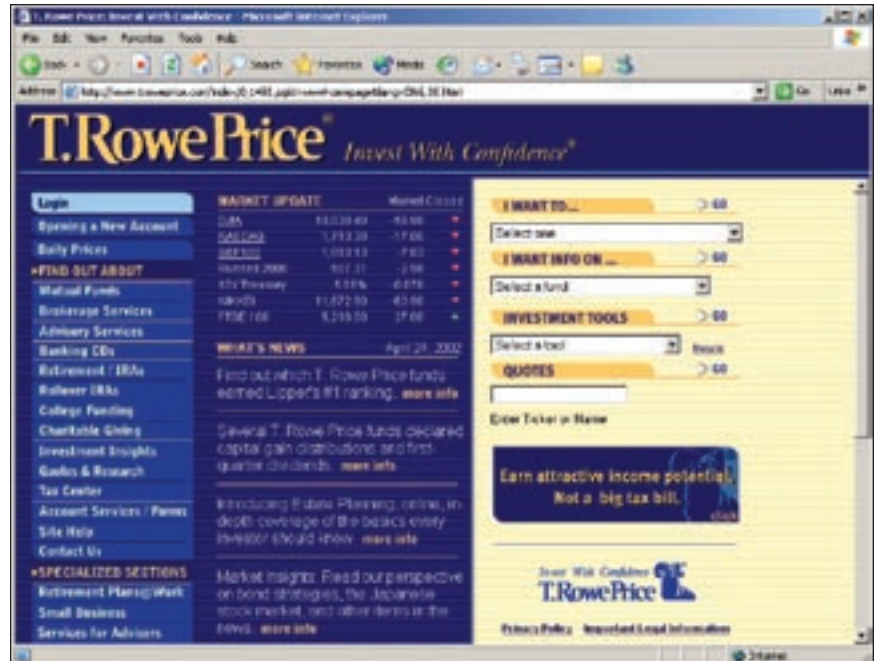 T. Rowe Price: Invest With Confidence - Microsoft Internet Explorer
File Edit View Favorites Tools Help
Back Search Favorites Media
Address Go Links
T.RowePrice® Invest With Confidence®
Login
Opening a New Account
Daily Prices
FIND OUT ABOUT
Mutual Funds
Brokerage Services
Advisory Services
Banking CDs
Retirement / IRAs
Rollover IRAs
College Funding
Charitable Giving
Investment Insights
Quotes & Research
Tax Center
Account Services / Forms
Site Help
Contact Us
SPECIALIZED SECTIONS
Retirement Plans@Work
Small Business
Services for Advisors
MARKET UPDATE Market Closed
DJIA
NASDAQ
S&P 500
Russell 2000
10Y Treasury
NIKKEI
FTSE 100
WHAT'S NEWS April 24, 2002
Find out which T. Rowe Price funds
earned Lipper's #1 ranking. more info
Several T. Rowe Price funds declared
capital gain distributions and first-
quarter dividends. more info
Introducing Estate Planning, online, in-
depth coverage of the basics every
investor should know. more info
Market Insights: Read our perspective
on bond strategies, the Japanese
stock market, and other items in the
news. more info
I WANT TO... GO
Select one
I WANT INFO ON ... GO
Select a fund
INVESTMENT TOOLS GO
Select a tool
QUOTES GO
Enter Ticker or Name
Earn attractive income potential.
Not a big tax bill.
click
Invest With Confidence
T.RowePrice
Privacy Policy Important Legal Information
Internet